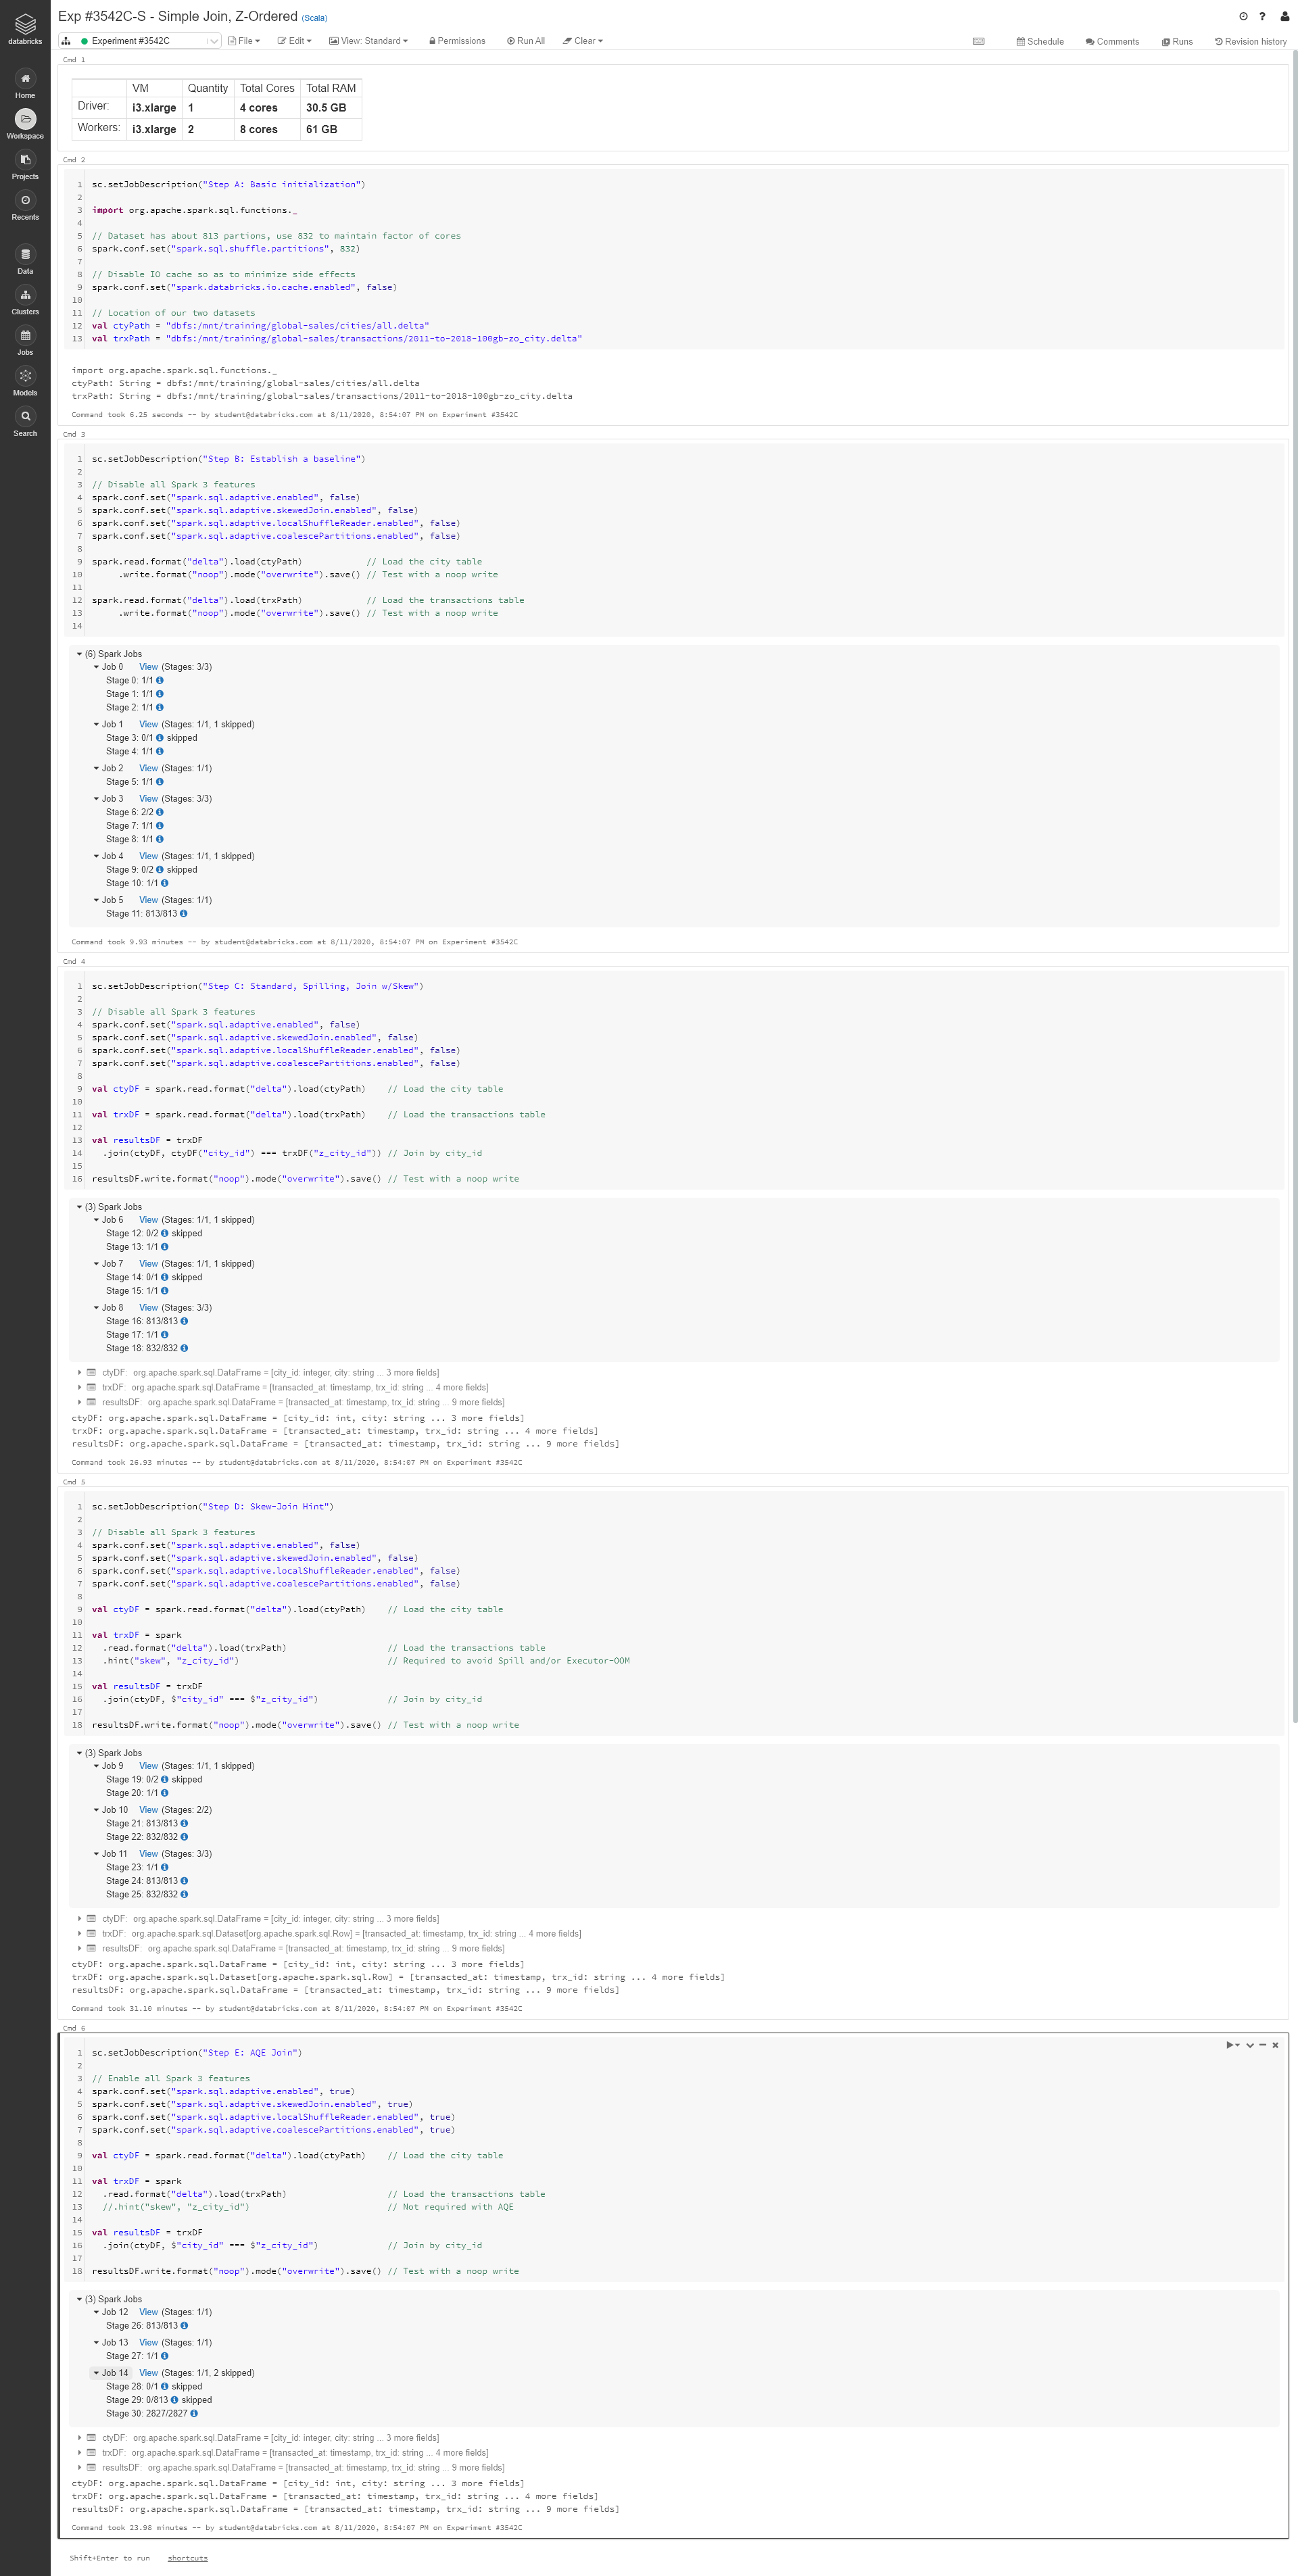 databricks
Home
Workspace
Projects
Recents
Data
Clusters
Jobs
Models
Search
Exp #3542C-S - Simple Join, Z-Ordered (Scala)
Experiment #3542C File Edit View: Standard Permissions Run All Clear Schedule Comments Runs Revision history
Cmd 1
VM Quantity Total Cores Total RAM
Driver: i3.xlarge 1 4 cores 30.5 GB
Workers: i3.xlarge 2 8 cores 61 GB
Cmd 2
1 sc.setJobDescription("Step A: Basic initialization")
2
3 import org.apache.spark.sql.functions._
4
5 // Dataset has about 813 partions, use 832 to maintain factor of cores
6 spark.conf.set("spark.sql.shuffle.partitions", 832)
7
8 // Disable IO cache so as to minimize side effects
9 spark.conf.set("spark.databricks.io.cache.enabled", false)
10
11 // Location of our two datasets
12 val ctyPath = "dbfs:/mnt/training/global-sales/cities/all.delta"
13 val trxPath = "dbfs:/mnt/training/global-sales/transactions/2011-to-2018-100gb-zo_city.delta"
import org.apache.spark.sql.functions._
ctyPath: String = dbfs:/mnt/training/global-sales/cities/all.delta
trxPath: String = dbfs:/mnt/training/global-sales/transactions/2011-to-2018-100gb-zo_city.delta
Command took 6.25 seconds -- by student@databricks.com at 8/11/2020, 8:54:07 PM on Experiment #3542C
Cmd 3
1 sc.setJobDescription("Step B: Establish a baseline")
2
3 // Disable all Spark 3 features
4 spark.conf.set("spark.sql.adaptive.enabled", false)
5 spark.conf.set("spark.sql.adaptive.skewedJoin.enabled", false)
6 spark.conf.set("spark.sql.adaptive.localShuffleReader.enabled", false)
7 spark.conf.set("spark.sql.adaptive.coalescePartitions.enabled", false)
8
9 spark.read.format("delta").load(ctyPath) // Load the city table
10 .write.format("noop").mode("overwrite").save() // Test with a noop write
11
12 spark.read.format("delta").load(trxPath) // Load the transactions table
13 .write.format("noop").mode("overwrite").save() // Test with a noop write
14
(6) Spark Jobs
Job 0 View (Stages: 3/3)
Stage 0: 1/1
Stage 1: 1/1
Stage 2: 1/1
Job 1 View (Stages: 1/1, 1 skipped)
Stage 3: 0/1 skipped
Stage 4: 1/1
Job 2 View (Stages: 1/1)
Stage 5: 1/1
Job 3 View (Stages: 3/3)
Stage 6: 2/2
Stage 7: 1/1
Stage 8: 1/1
Job 4 View (Stages: 1/1, 1 skipped)
Stage 9: 0/2 skipped
Stage 10: 1/1
Job 5 View (Stages: 1/1)
Stage 11: 813/813
Command took 9.93 minutes -- by student@databricks.com at 8/11/2020, 8:54:07 PM on Experiment #3542C
Cmd 4
1 sc.setJobDescription("Step C: Standard, Spilling, Join w/Skew")
2
3 // Disable all Spark 3 features
4 spark.conf.set("spark.sql.adaptive.enabled", false)
5 spark.conf.set("spark.sql.adaptive.skewedJoin.enabled", false)
6 spark.conf.set("spark.sql.adaptive.localShuffleReader.enabled", false)
7 spark.conf.set("spark.sql.adaptive.coalescePartitions.enabled", false)
8
9 val ctyDF = spark.read.format("delta").load(ctyPath) // Load the city table
10
11 val trxDF = spark.read.format("delta").load(trxPath) // Load the transactions table
12
13 val resultsDF = trxDF
14 .join(ctyDF, ctyDF("city_id") === trxDF("z_city_id")) // Join by city_id
15
16 resultsDF.write.format("noop").mode("overwrite").save() // Test with a noop write
(3) Spark Jobs
Job 6 View (Stages: 1/1, 1 skipped)
Stage 12: 0/2 skipped
Stage 13: 1/1
Job 7 View (Stages: 1/1, 1 skipped)
Stage 14: 0/1 skipped
Stage 15: 1/1
Job 8 View (Stages: 3/3)
Stage 16: 813/813
Stage 17: 1/1
Stage 18: 832/832
ctyDF: org.apache.spark.sql.DataFrame = [city_id: integer, city: string ... 3 more fields]
trxDF: org.apache.spark.sql.DataFrame = [transacted_at: timestamp, trx_id: string ... 4 more fields]
resultsDF: org.apache.spark.sql.DataFrame = [transacted_at: timestamp, trx_id: string ... 9 more fields]
ctyDF: org.apache.spark.sql.DataFrame = [city_id: int, city: string ... 3 more fields]
trxDF: org.apache.spark.sql.DataFrame = [transacted_at: timestamp, trx_id: string ... 4 more fields]
resultsDF: org.apache.spark.sql.DataFrame = [transacted_at: timestamp, trx_id: string ... 9 more fields]
Command took 26.93 minutes -- by student@databricks.com at 8/11/2020, 8:54:07 PM on Experiment #3542C
Cmd 5
1 sc.setJobDescription("Step D: Skew-Join Hint")
2
3 // Disable all Spark 3 features
4 spark.conf.set("spark.sql.adaptive.enabled", false)
5 spark.conf.set("spark.sql.adaptive.skewedJoin.enabled", false)
6 spark.conf.set("spark.sql.adaptive.localShuffleReader.enabled", false)
7 spark.conf.set("spark.sql.adaptive.coalescePartitions.enabled", false)
8
9 val ctyDF = spark.read.format("delta").load(ctyPath) // Load the city table
10
11 val trxDF = spark
12 .read.format("delta").load(trxPath) // Load the transactions table
13 .hint("skew", "z_city_id") // Required to avoid Spill and/or Executor-OOM
14
15 val resultsDF = trxDF
16 .join(ctyDF, $"city_id" === $"z_city_id") // Join by city_id
17
18 resultsDF.write.format("noop").mode("overwrite").save() // Test with a noop write
(3) Spark Jobs
Job 9 View (Stages: 1/1, 1 skipped)
Stage 19: 0/2 skipped
Stage 20: 1/1
Job 10 View (Stages: 2/2)
Stage 21: 813/813
Stage 22: 832/832
Job 11 View (Stages: 3/3)
Stage 23: 1/1
Stage 24: 813/813
Stage 25: 832/832
ctyDF: org.apache.spark.sql.DataFrame = [city_id: integer, city: string ... 3 more fields]
trxDF: org.apache.spark.sql.Dataset[org.apache.spark.sql.Row] = [transacted_at: timestamp, trx_id: string ... 4 more fields]
resultsDF: org.apache.spark.sql.DataFrame = [transacted_at: timestamp, trx_id: string ... 9 more fields]
ctyDF: org.apache.spark.sql.DataFrame = [city_id: int, city: string ... 3 more fields]
trxDF: org.apache.spark.sql.Dataset[org.apache.spark.sql.Row] = [transacted_at: timestamp, trx_id: string ... 4 more fields]
resultsDF: org.apache.spark.sql.DataFrame = [transacted_at: timestamp, trx_id: string ... 9 more fields]
Command took 31.10 minutes -- by student@databricks.com at 8/11/2020, 8:54:07 PM on Experiment #3542C
Cmd 6
1 sc.setJobDescription("Step E: AQE Join")
2
3 // Enable all Spark 3 features
4 spark.conf.set("spark.sql.adaptive.enabled", true)
5 spark.conf.set("spark.sql.adaptive.skewedJoin.enabled", true)
6 spark.conf.set("spark.sql.adaptive.localShuffleReader.enabled", true)
7 spark.conf.set("spark.sql.adaptive.coalescePartitions.enabled", true)
8
9 val ctyDF = spark.read.format("delta").load(ctyPath) // Load the city table
10
11 val trxDF = spark
12 .read.format("delta").load(trxPath) // Load the transactions table
13 //.hint("skew", "z_city_id") // Not required with AQE
14
15 val resultsDF = trxDF
16 .join(ctyDF, $"city_id" === $"z_city_id") // Join by city_id
17
18 resultsDF.write.format("noop").mode("overwrite").save() // Test with a noop write
(3) Spark Jobs
Job 12 View (Stages: 1/1)
Stage 26: 813/813
Job 13 View (Stages: 1/1)
Stage 27: 1/1
Job 14 View (Stages: 1/1, 2 skipped)
Stage 28: 0/1 skipped
Stage 29: 0/813 skipped
Stage 30: 2827/2827
ctyDF: org.apache.spark.sql.DataFrame = [city_id: integer, city: string ... 3 more fields]
trxDF: org.apache.spark.sql.DataFrame = [transacted_at: timestamp, trx_id: string ... 4 more fields]
resultsDF: org.apache.spark.sql.DataFrame = [transacted_at: timestamp, trx_id: string ... 9 more fields]
ctyDF: org.apache.spark.sql.DataFrame = [city_id: int, city: string ... 3 more fields]
trxDF: org.apache.spark.sql.DataFrame = [transacted_at: timestamp, trx_id: string ... 4 more fields]
resultsDF: org.apache.spark.sql.DataFrame = [transacted_at: timestamp, trx_id: string ... 9 more fields]
Command took 23.98 minutes -- by student@databricks.com at 8/11/2020, 8:54:07 PM on Experiment #3542C
Shift+Enter to run shortcuts